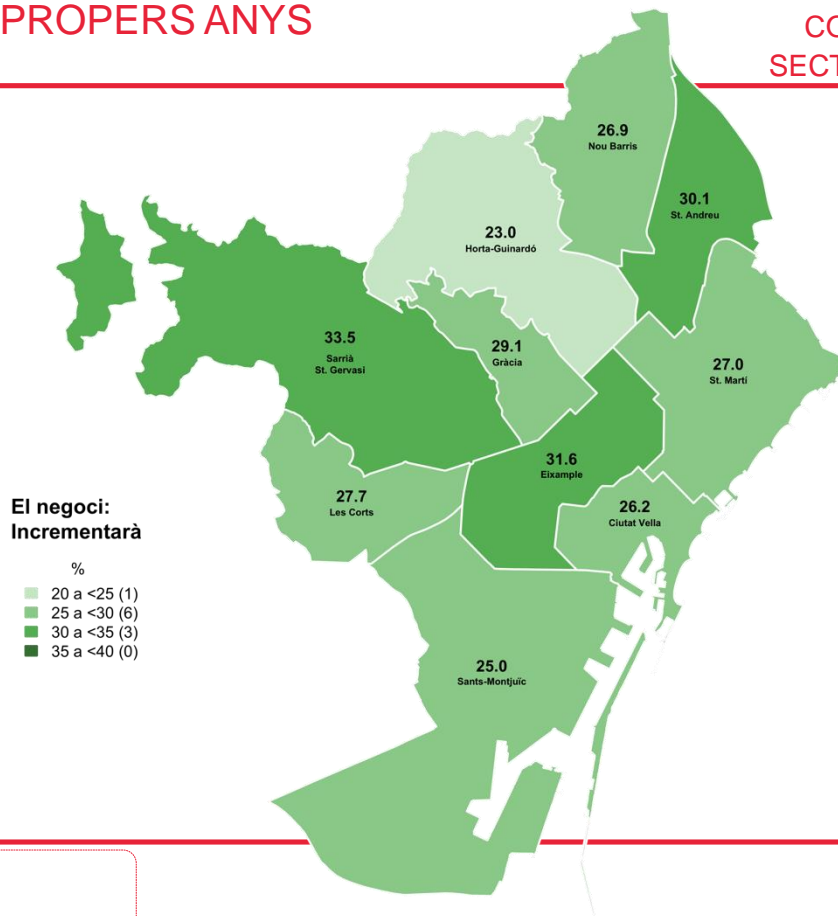 PROPERS ANYS
26.9
Nou Barris
30.1
St. Andreu
23.0
Horta-Guinardó
33.5
Sarrià
St. Gervasi
29.1
Gràcia
27.0
St. Martí
31.6
Eixample
27.7
Les Corts
26.2
Ciutat Vella
El negoci:
Incrementarà
%
20 a <25 (1)
25 a <30 (6)
30 a <35 (3)
35 a <40 (0)
25.0
Sants-Montjuïc